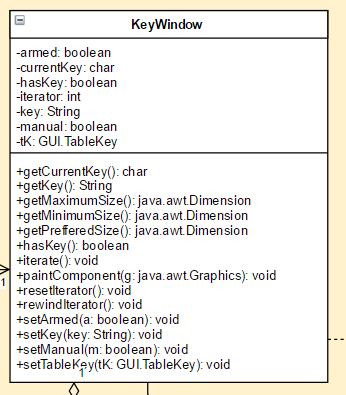 KeyWindow
-armed: boolean
-currentKey: char
-hasKey: boolean
-iterator: int
-key: String
-manual: boolean
-tK: GUI.TableKey
+getCurrentKey(): char
+getKey(): String
+getMaximumSize(): java.awt.Dimension
+getMinimumSize(): java.awt.Dimension
+getPrefferedSize(): java.awt.Dimension
+hasKey(): boolean
+iterate(): void
+paintComponent(g: java.awt.Graphics): void
1
+resetIterator(): void
+rewindIterator(): void
+setArmed(a: boolean): void
+setKey(key: String): void
+setManual(m: boolean): void
+setTableKey(tK: GUI.TableKey): void
1